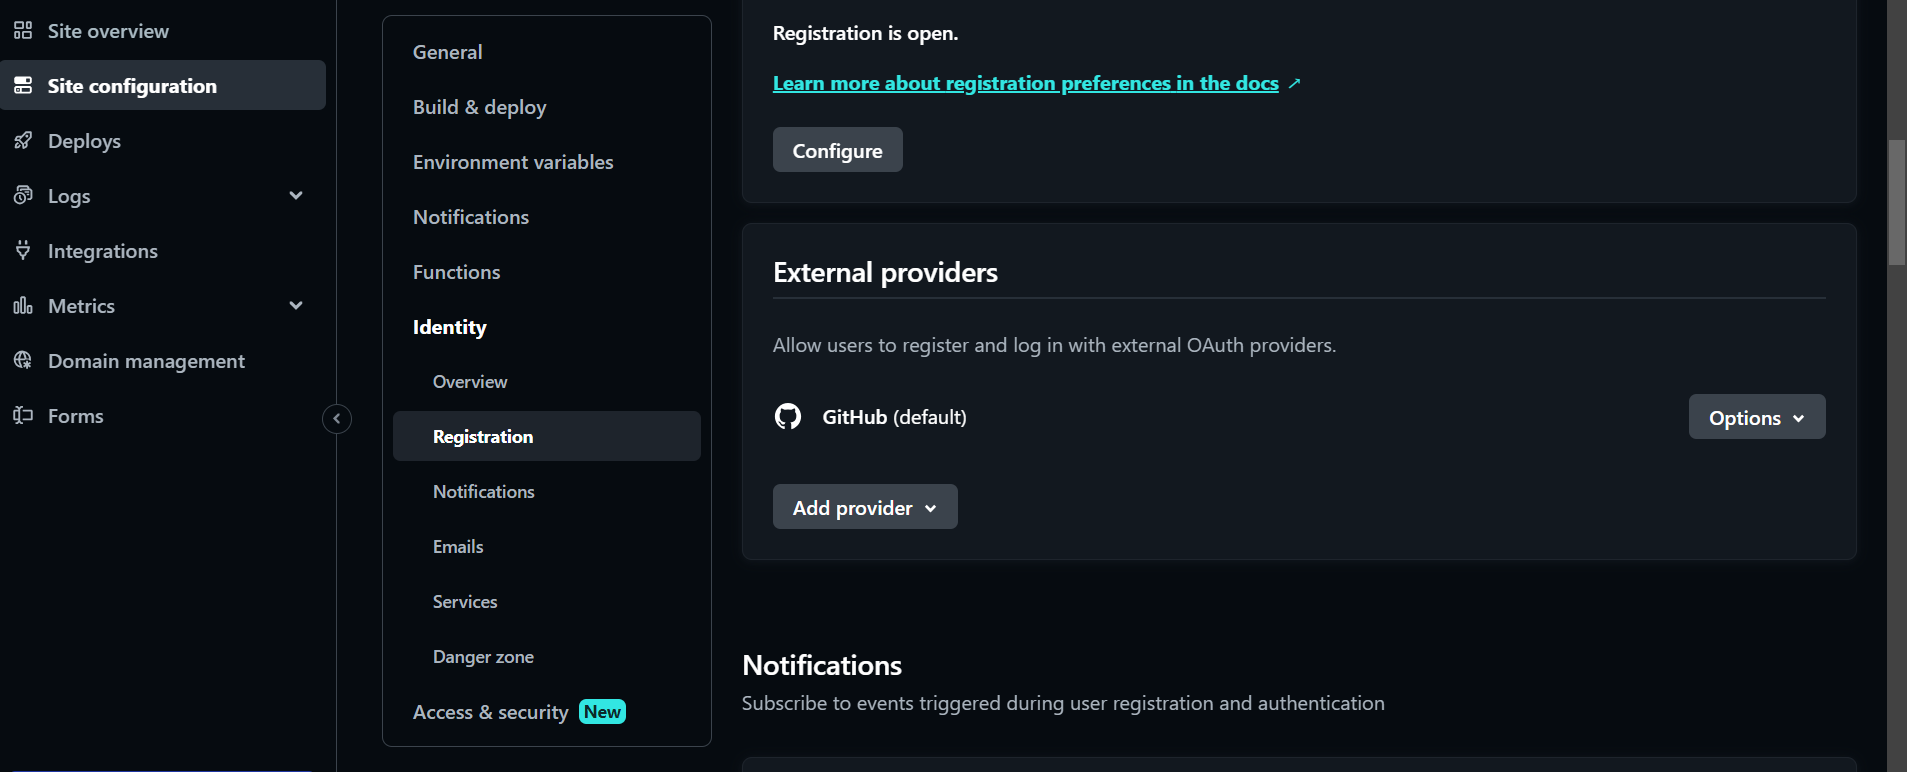 Site overview
Site configuration
Deploys
Logs
Integrations
Metrics
Domain management
Forms
General
Build & deploy
Environment variables
Notifications
Functions
Identity
Overview
Registration
Notifications
Emails
Services
Danger zone
Access & security New
Registration is open.
Learn more about registration preferences in the docs ↗
Configure
External providers
Allow users to register and log in with external OAuth providers.
GitHub (default)
Options
Add provider
Notifications
Subscribe to events triggered during user registration and authentication